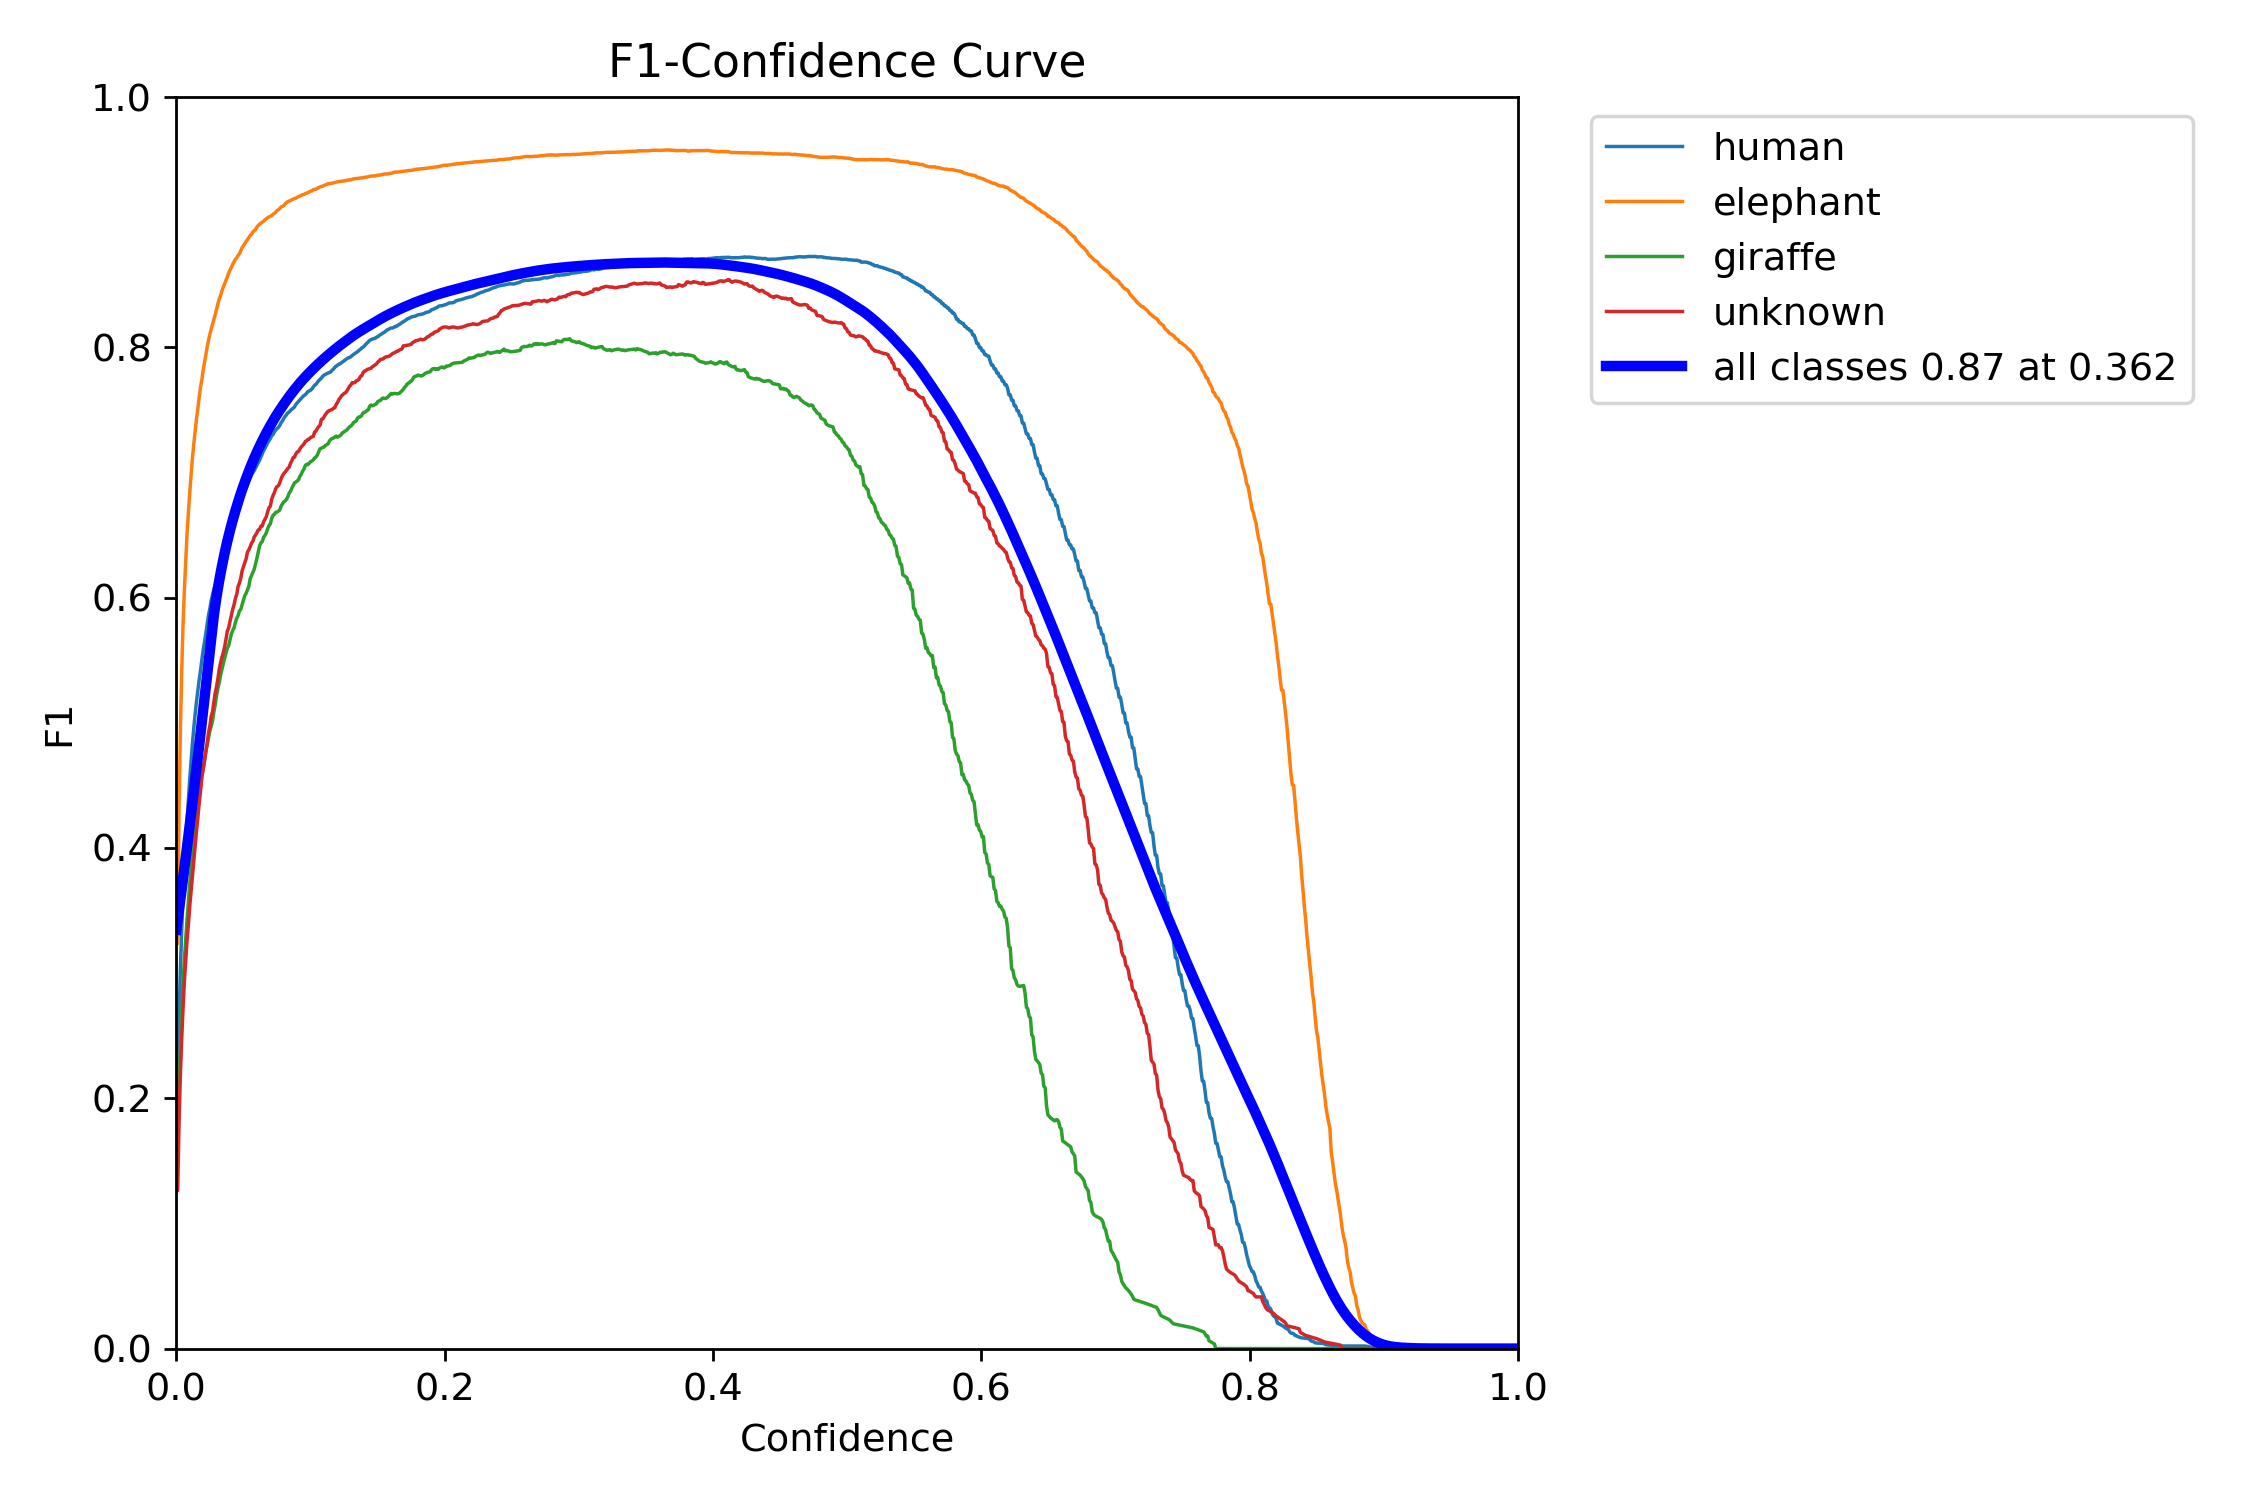 F1-Confidence Curve
1.0
0.8
0.6
0.4
0.2
0.0
F1
0.0 0.2 0.4 0.6 0.8 1.0
Confidence
human
elephant
giraffe
unknown
all classes 0.87 at 0.362